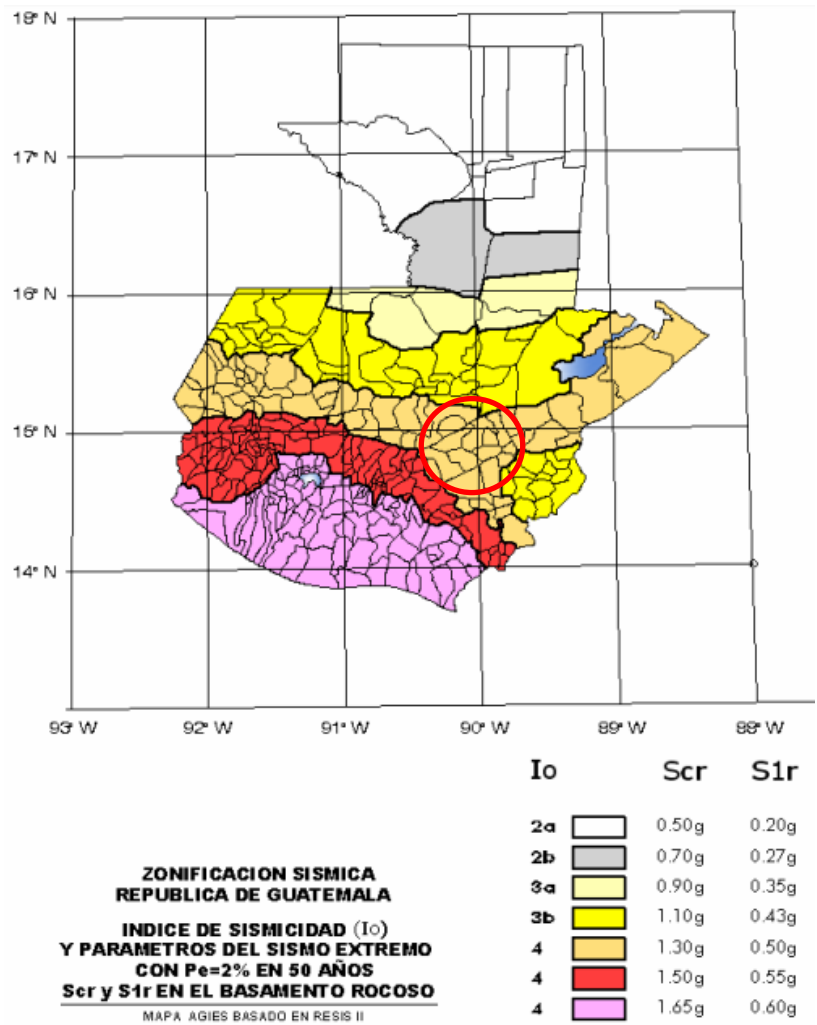 18° N
17° N
16° N
15° N
14° N
93° W 92° W 91° W 90° W 89° W 88° W
Io Scr S1r
2a 0.50g 0.20g
2b 0.70g 0.27g
3a 0.90g 0.35g
3b 1.10g 0.43g
4 1.30g 0.50g
4 1.50g 0.55g
4 1.65g 0.60g
ZONIFICACION SISMICA
REPUBLICA DE GUATEMALA
INDICE DE SISMICIDAD (Io)
Y PARAMETROS DEL SISMO EXTREMO
CON Pe=2% EN 50 AÑOS
Scr y S1r EN EL BASAMENTO ROCOSO
MAPA AGIES BASADO EN RESIS II